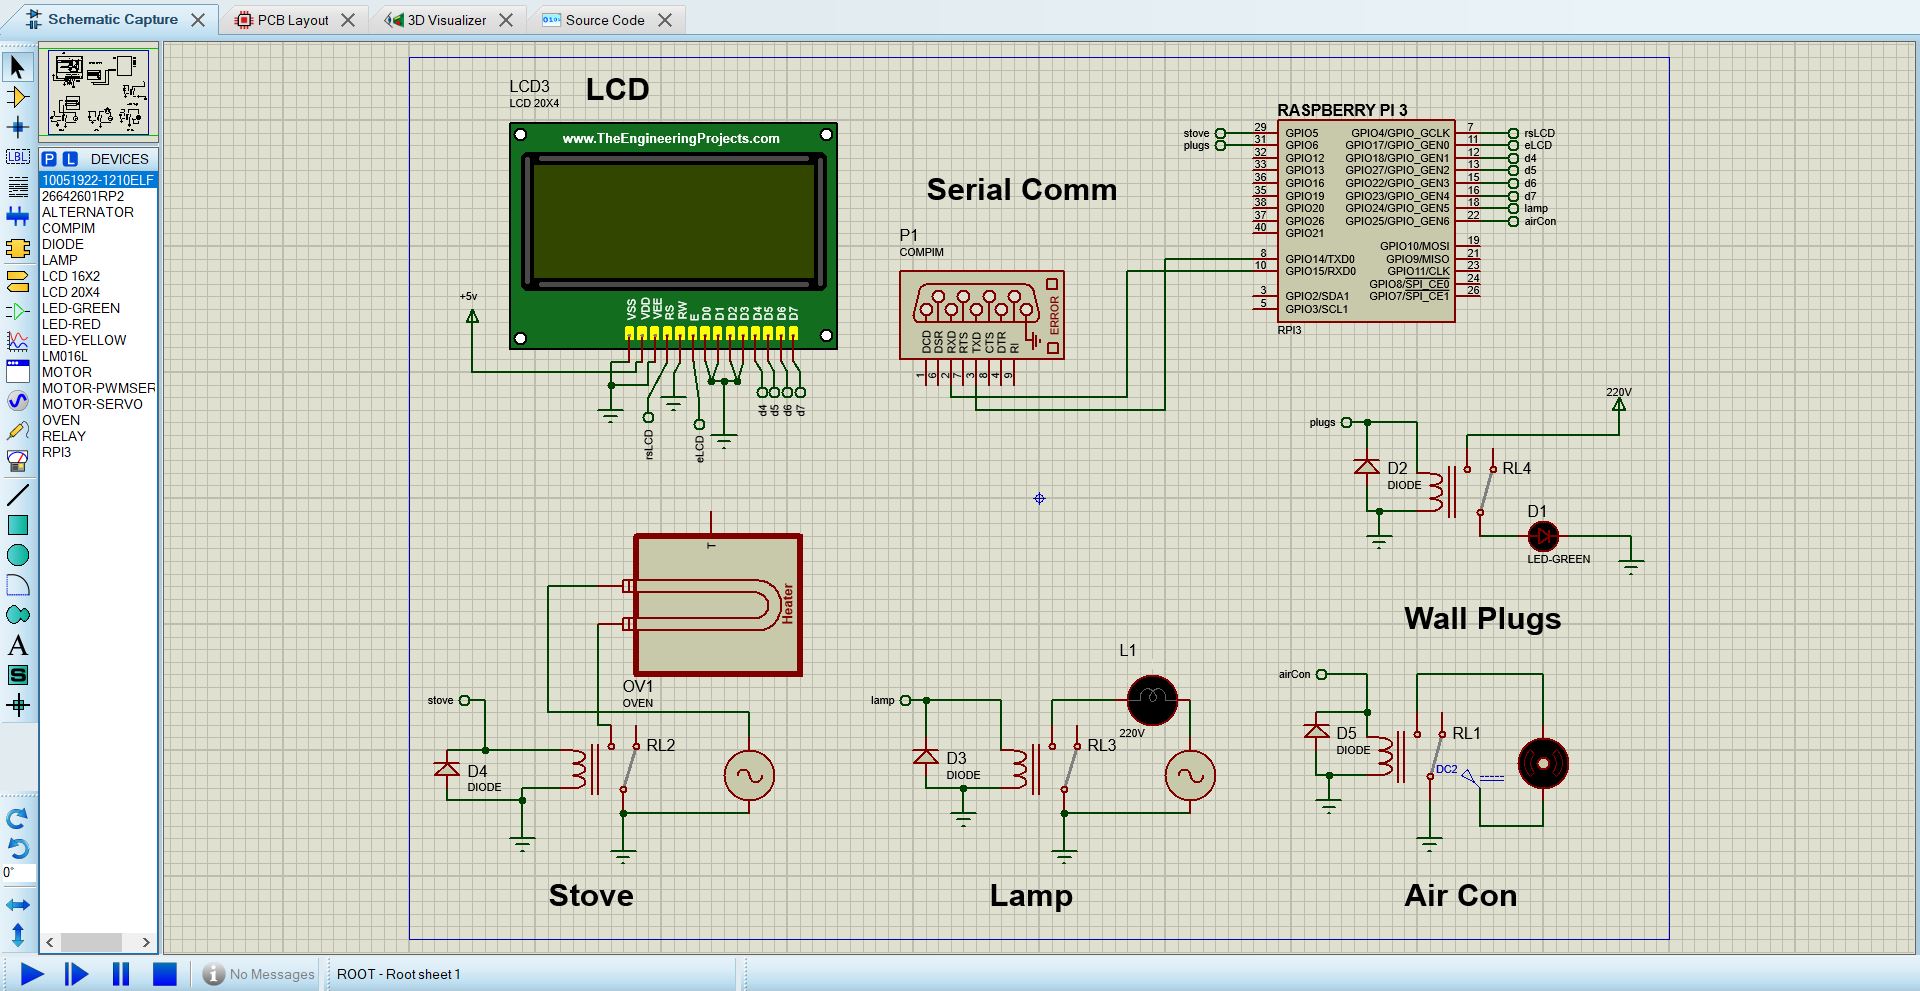 Schematic Capture
PCB Layout
3D Visualizer
Source Code
LBL
A
S
0°
P L DEVICES
10051922-1210ELF
26642601RP2
ALTERNATOR
COMPIM
DIODE
LAMP
LCD 16X2
LCD 20X4
LED-GREEN
LED-RED
LED-YELLOW
LM016L
MOTOR
MOTOR-PWMSER
MOTOR-SERVO
OVEN
RELAY
RPI3
LCD3
LCD 20X4
LCD
www.TheEngineeringProjects.com
+5v
VSS VDD VEE RS RW E D0 D1 D2 D3 D4 D5 D6 D7
d4 d5 d6 d7
rsLCD
eLCD
Serial Comm
P1
COMPIM
ERROR
DCD DSR RXD RTS TXD CTS DTR RI
1 6 2 7 3 8 4 9
RASPBERRY PI 3
stove 29 GPIO5 GPIO4/GPIO_GCLK 7 rsLCD
plugs 31 GPIO6 GPIO17/GPIO_GEN0 11 eLCD
32 GPIO12 GPIO18/GPIO_GEN1 12 d4
33 GPIO13 GPIO27/GPIO_GEN2 13 d5
36 GPIO16 GPIO22/GPIO_GEN3 15 d6
35 GPIO19 GPIO23/GPIO_GEN4 16 d7
38 GPIO20 GPIO24/GPIO_GEN5 18 lamp
37 GPIO26 GPIO25/GPIO_GEN6 22 airCon
40 GPIO21
GPIO10/MOSI 19
8 GPIO14/TXD0 GPIO9/MISO 21
10 GPIO15/RXD0 GPIO11/CLK 23
GPIO8/SPI_CE0 24
3 GPIO2/SDA1 GPIO7/SPI_CE1 26
5 GPIO3/SCL1
RPI3
220V
plugs
D2
DIODE
RL4
D1
LED-GREEN
Wall Plugs
T
Heater
OV1
OVEN
stove
D4
DIODE
RL2
Stove
L1
lamp
220V
D3
DIODE
RL3
Lamp
airCon
D5
DIODE
RL1
DC2
Air Con
No Messages
ROOT - Root sheet 1